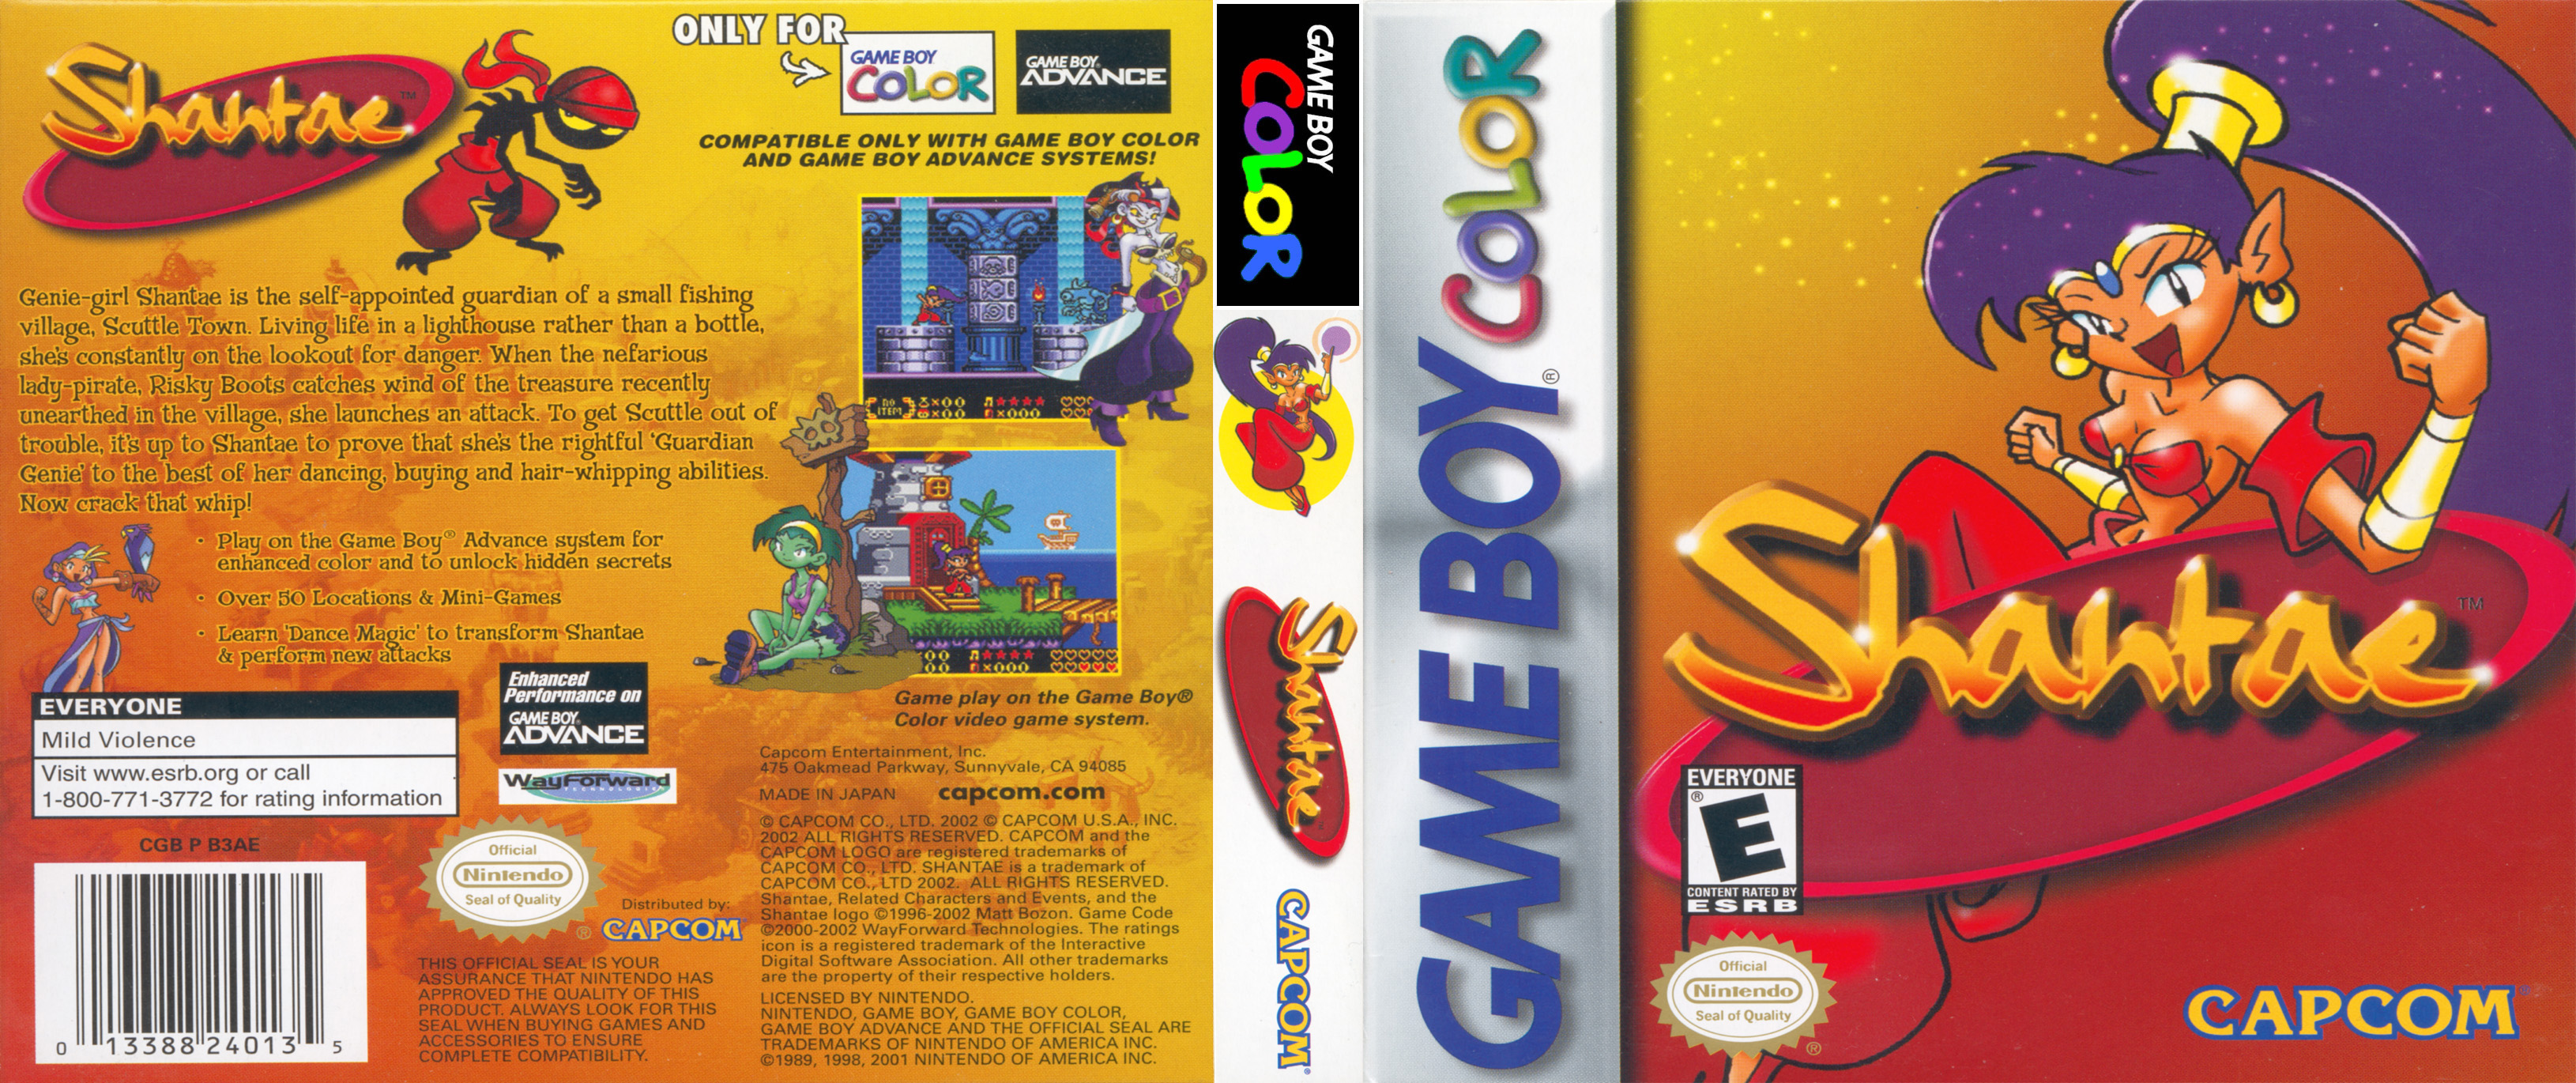 Shantae™
ONLY FOR
GAME BOY
COLOR
GAME BOY
ADVANCE
COMPATIBLE ONLY WITH GAME BOY COLOR
AND GAME BOY ADVANCE SYSTEMS!
Genie-girl Shantae is the self-appointed guardian of a small fishing
village, Scuttle Town. Living life in a lighthouse rather than a bottle,
she's constantly on the lookout for danger. When the nefarious
lady-pirate, Risky Boots catches wind of the treasure recently
unearthed in the village, she launches an attack. To get Scuttle out of
trouble, it's up to Shantae to prove that she's the rightful ‘Guardian
Genie’ to the best of her dancing, buying and hair-whipping abilities.
Now crack that whip!
• Play on the Game Boy® Advance system for
enhanced color and to unlock hidden secrets
• Over 50 Locations & Mini-Games
• Learn 'Dance Magic' to transform Shantae
& perform new attacks
NO
ITEM
×00
×00
×000
00
00
×000
Game play on the Game Boy®
Color video game system.
EVERYONE
Mild Violence
Visit www.esrb.org or call
1-800-771-3772 for rating information
Enhanced
Performance on
GAME BOY
ADVANCE
WayForward
TECHNOLOGIES
CGB P B3AE
0 13388 24013 5
Official
Nintendo
Seal of Quality
®
Distributed by:
CAPCOM
THIS OFFICIAL SEAL IS YOUR
ASSURANCE THAT NINTENDO HAS
APPROVED THE QUALITY OF THIS
PRODUCT. ALWAYS LOOK FOR THIS
SEAL WHEN BUYING GAMES AND
ACCESSORIES TO ENSURE
COMPLETE COMPATIBILITY.
Capcom Entertainment, Inc.
475 Oakmead Parkway, Sunnyvale, CA 94085
MADE IN JAPAN capcom.com
© CAPCOM CO., LTD. 2002 © CAPCOM U.S.A., INC.
2002 ALL RIGHTS RESERVED. CAPCOM and the
CAPCOM LOGO are registered trademarks of
CAPCOM CO., LTD. SHANTAE is a trademark of
CAPCOM CO., LTD 2002. ALL RIGHTS RESERVED.
Shantae, Related Characters and Events, and the
Shantae logo ©1996-2002 Matt Bozon. Game Code
©2000-2002 WayForward Technologies. The ratings
icon is a registered trademark of the Interactive
Digital Software Association. All other trademarks
are the property of their respective holders.
LICENSED BY NINTENDO.
NINTENDO, GAME BOY, GAME BOY COLOR,
GAME BOY ADVANCE AND THE OFFICIAL SEAL ARE
TRADEMARKS OF NINTENDO OF AMERICA INC.
©1989, 1998, 2001 NINTENDO OF AMERICA INC.
GAME BOY
COLOR
Shantae
CAPCOM
GAME BOY® COLOR
Shantae™
EVERYONE
E®
CONTENT RATED BY
ESRB
Official
Nintendo
Seal of Quality
®
CAPCOM